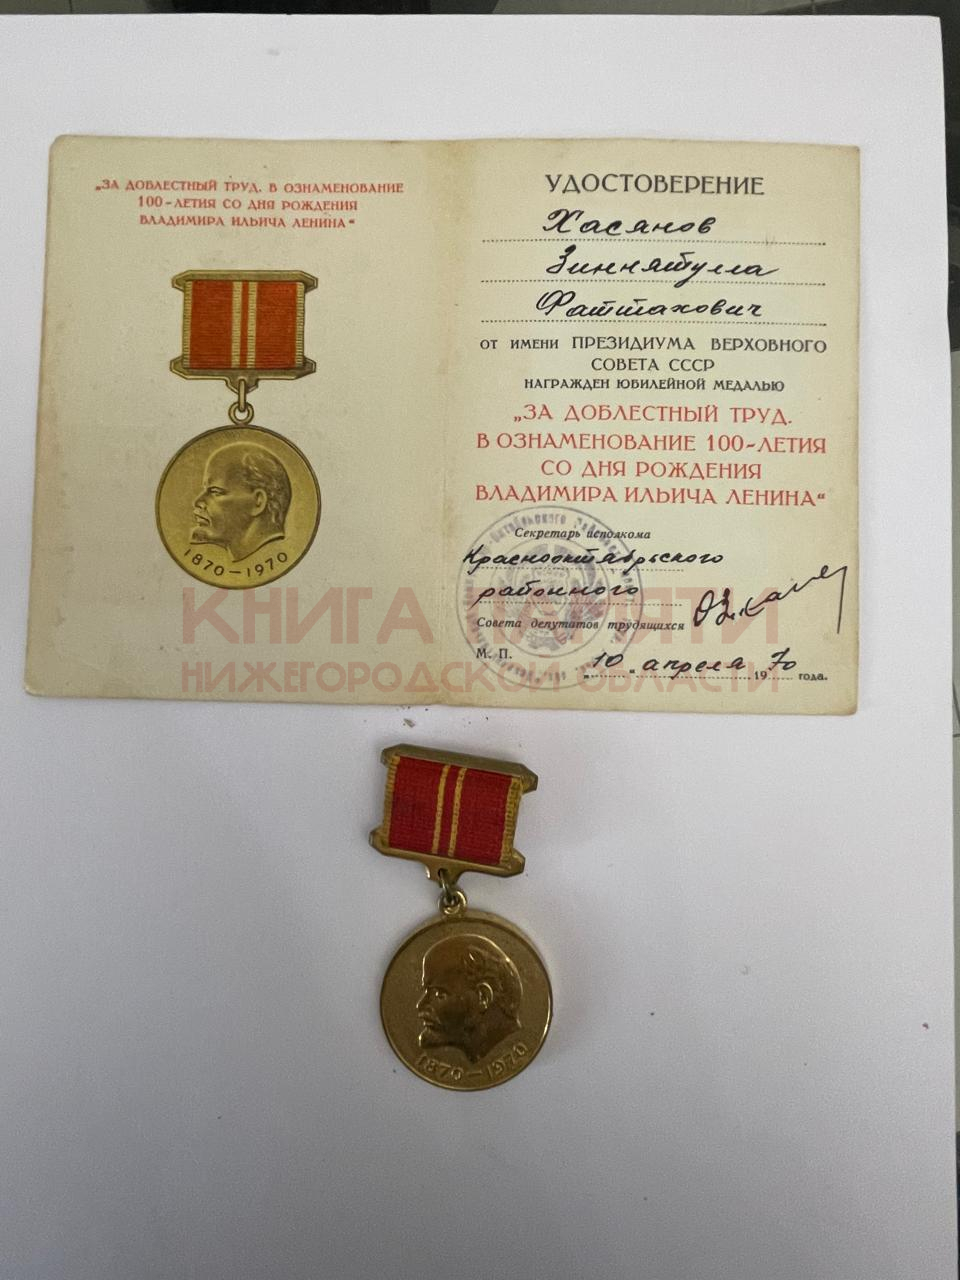 „ЗА ДОБЛЕСТНЫЙ ТРУД. В ОЗНАМЕНОВАНИЕ
100-ЛЕТИЯ СО ДНЯ РОЖДЕНИЯ
ВЛАДИМИРА ИЛЬИЧА ЛЕНИНА“
1870—1970
УДОСТОВЕРЕНИЕ
Хасянов
Зиннятулла
Фаттахович
ОТ ИМЕНИ ПРЕЗИДИУМА ВЕРХОВНОГО
СОВЕТА СССР
НАГРАЖДЕН ЮБИЛЕЙНОЙ МЕДАЛЬЮ
„ЗА ДОБЛЕСТНЫЙ ТРУД.
В ОЗНАМЕНОВАНИЕ 100-ЛЕТИЯ
СО ДНЯ РОЖДЕНИЯ
ВЛАДИМИРА ИЛЬИЧА ЛЕНИНА“
Секретарь исполкома
Краснооктябрьского
районного
Совета депутатов трудящихся
М. П.
„10“ апреля 1970 года.
КНИГА ПАМЯТИ
НИЖЕГОРОДСКОЙ ОБЛАСТИ
1870—1970